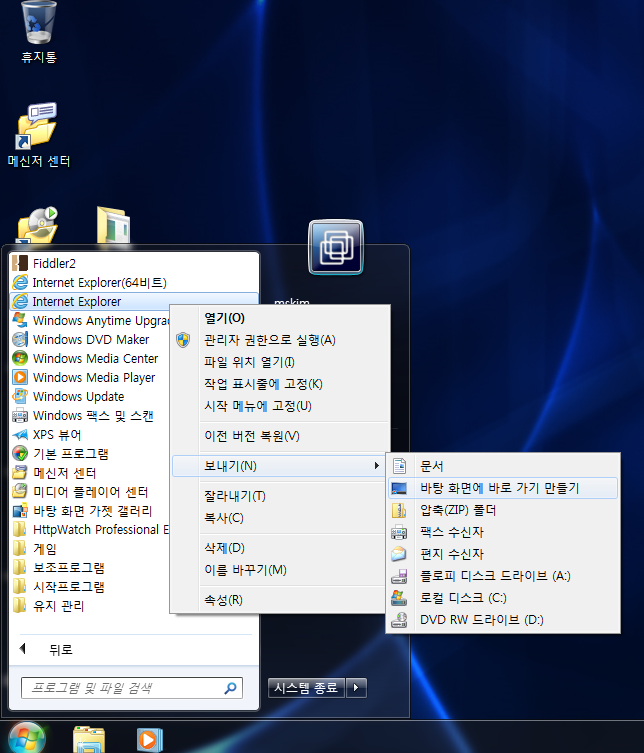 휴지통
메신저 센터
Fiddler2
Internet Explorer(64비트)
Internet Explorer
Windows Anytime Upgrad
Windows DVD Maker
Windows Media Center
Windows Media Player
Windows Update
Windows 팩스 및 스캔
XPS 뷰어
기본 프로그램
메신저 센터
미디어 플레이어 센터
바탕 화면 가젯 갤러리
HttpWatch Professional E
게임
보조프로그램
시작프로그램
유지 관리
뒤로
프로그램 및 파일 검색
mskim
시스템 종료
열기(O)
관리자 권한으로 실행(A)
파일 위치 열기(I)
작업 표시줄에 고정(K)
시작 메뉴에 고정(U)
이전 버전 복원(V)
보내기(N)
잘라내기(T)
복사(C)
삭제(D)
이름 바꾸기(M)
속성(R)
문서
바탕 화면에 바로 가기 만들기
압축(ZIP) 폴더
팩스 수신자
편지 수신자
플로피 디스크 드라이브 (A:)
로컬 디스크 (C:)
DVD RW 드라이브 (D:)